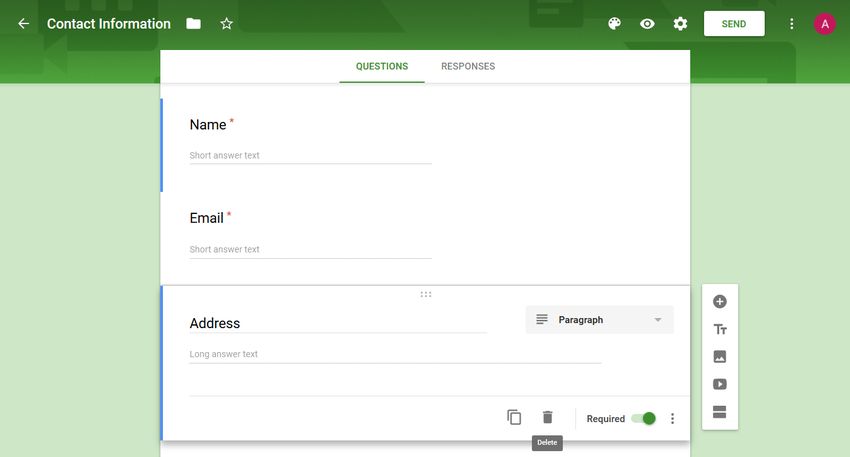 Contact Information
SEND
A
QUESTIONS
RESPONSES
Name *
Short answer text
Email *
Short answer text
Address
Paragraph
Long answer text
Required
Delete
Tт